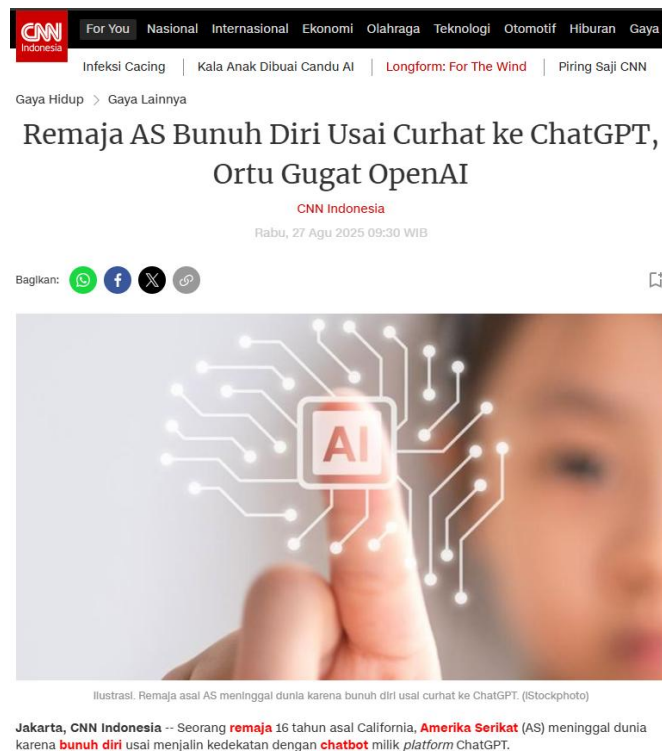 CNN
Indonesia
For You Nasional Internasional Ekonomi Olahraga Teknologi Otomotif Hiburan Gaya
Infeksi Cacing | Kala Anak Dibuai Candu AI | Longform: For The Wind | Piring Saji CNN
Gaya Hidup > Gaya Lainnya
Remaja AS Bunuh Diri Usai Curhat ke ChatGPT,
Ortu Gugat OpenAI
CNN Indonesia
Rabu, 27 Agu 2025 09:30 WIB
Bagikan:
AI
Ilustrasi. Remaja asal AS meninggal dunia karena bunuh diri usai curhat ke ChatGPT. (iStockphoto)
Jakarta, CNN Indonesia -- Seorang remaja 16 tahun asal California, Amerika Serikat (AS) meninggal dunia
karena bunuh diri usai menjalin kedekatan dengan chatbot milik platform ChatGPT.